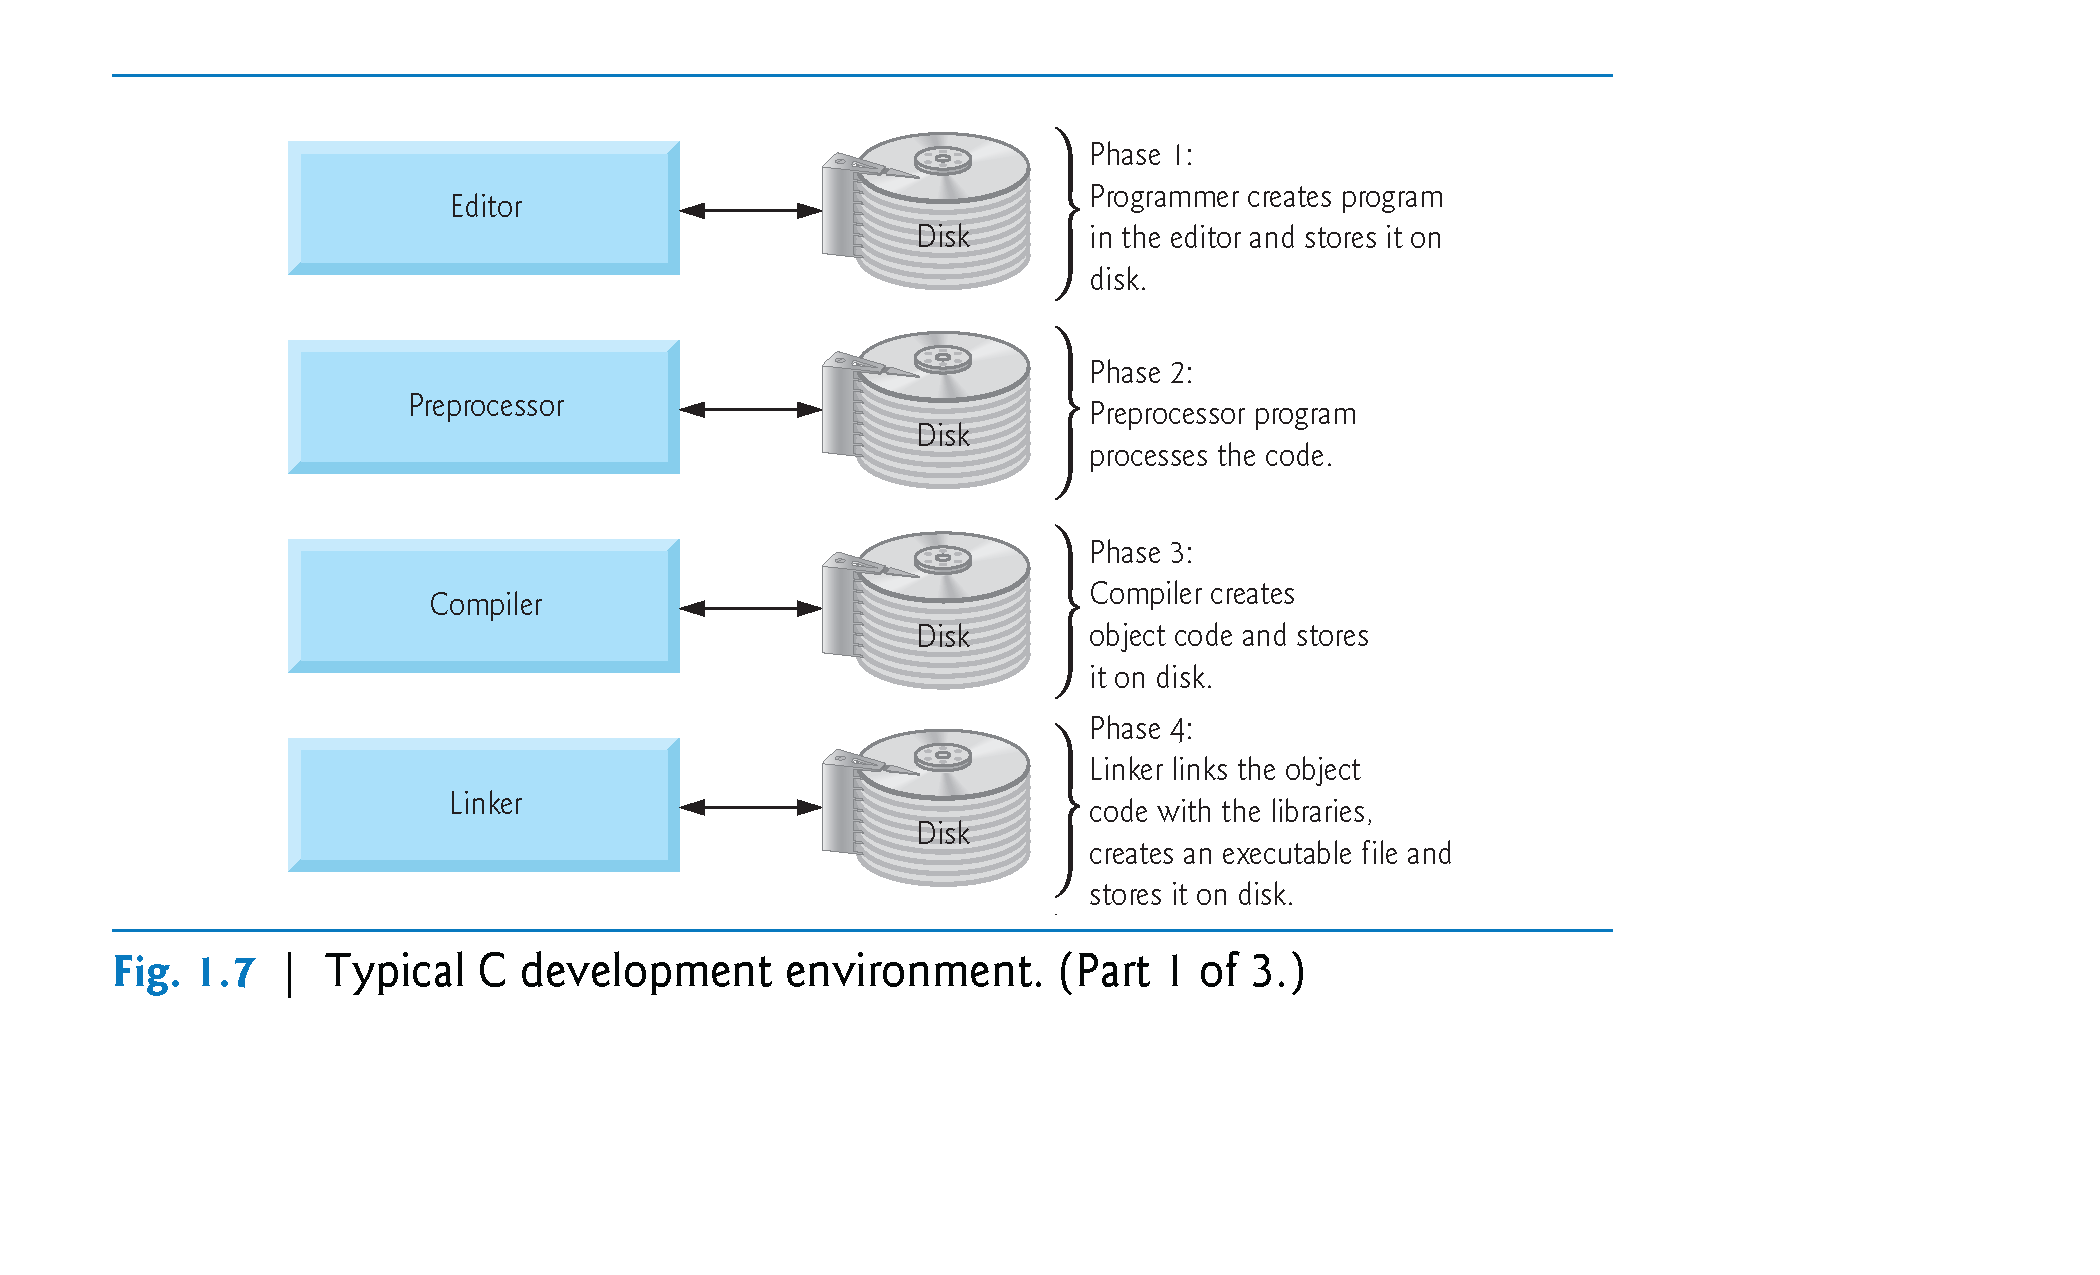 Editor
Disk
Phase 1:
Programmer creates program
in the editor and stores it on
disk.
Preprocessor
Disk
Phase 2:
Preprocessor program
processes the code.
Compiler
Disk
Phase 3:
Compiler creates
object code and stores
it on disk.
Linker
Disk
Phase 4:
Linker links the object
code with the libraries,
creates an executable file and
stores it on disk.
Fig. 1.7 | Typical C development environment. (Part 1 of 3.)